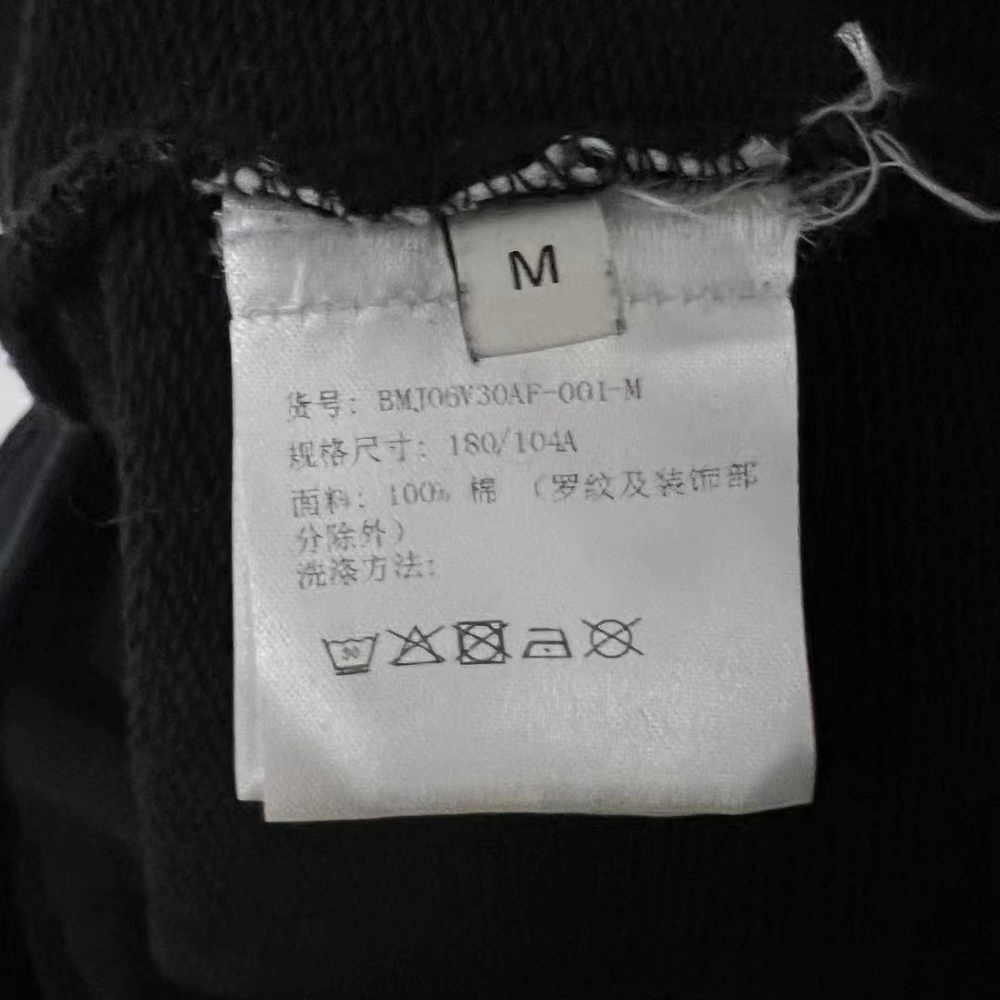 M
货号: BMJ06V30AF-001-M
规格尺寸: 180/104A
面料: 100% 棉 (罗纹及装饰部
分除外)
洗涤方法:
30